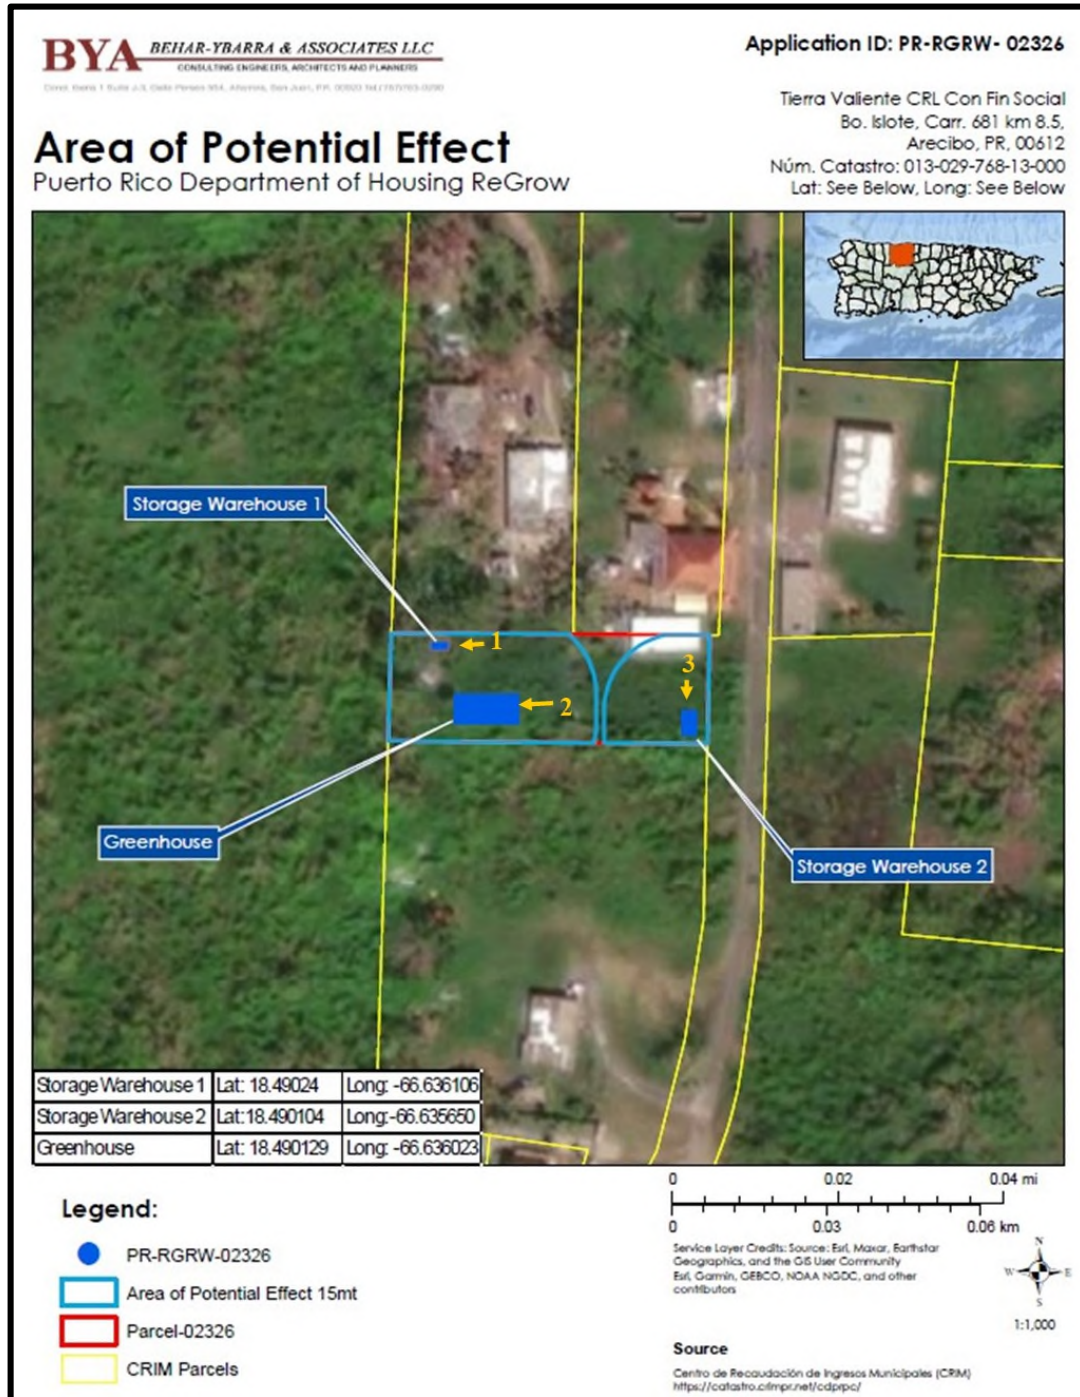 BYA BEHAR-YBARRA & ASSOCIATES LLC
CONSULTING ENGINEERS, ARCHITECTS AND PLANNERS
Application ID: PR-RGRW- 02326
Tierra Valiente CRL Con Fin Social
Bo. Islote, Carr. 681 km 8.5,
Arecibo, PR, 00612
Núm. Catastro: 013-029-768-13-000
Lat: See Below, Long: See Below
Area of Potential Effect
Puerto Rico Department of Housing ReGrow
Storage Warehouse 1
1
3
2
Greenhouse
Storage Warehouse 2
Storage Warehouse 1 Lat: 18.49024 Long: -66.636106
Storage Warehouse 2 Lat:18.490104 Long:-66.635650
Greenhouse Lat: 18.490129 Long: -66.636023
0 0.02 0.04 mi
0 0.03 0.06 km
Legend:
PR-RGRW-02326
Area of Potential Effect 15mt
Parcel-02326
CRIM Parcels
Service Layer Credits: Source: Esri, Maxar, Earthstar
Geographics, and the GIS User Community
Esri, Garmin, GEBCO, NOAA NGDC, and other
contributors
N
W E
S
1:1,000
Source
Centro de Recaudación de Ingresos Municipales (CRIM)
https://catastro.crimpr.net/cdprpc/